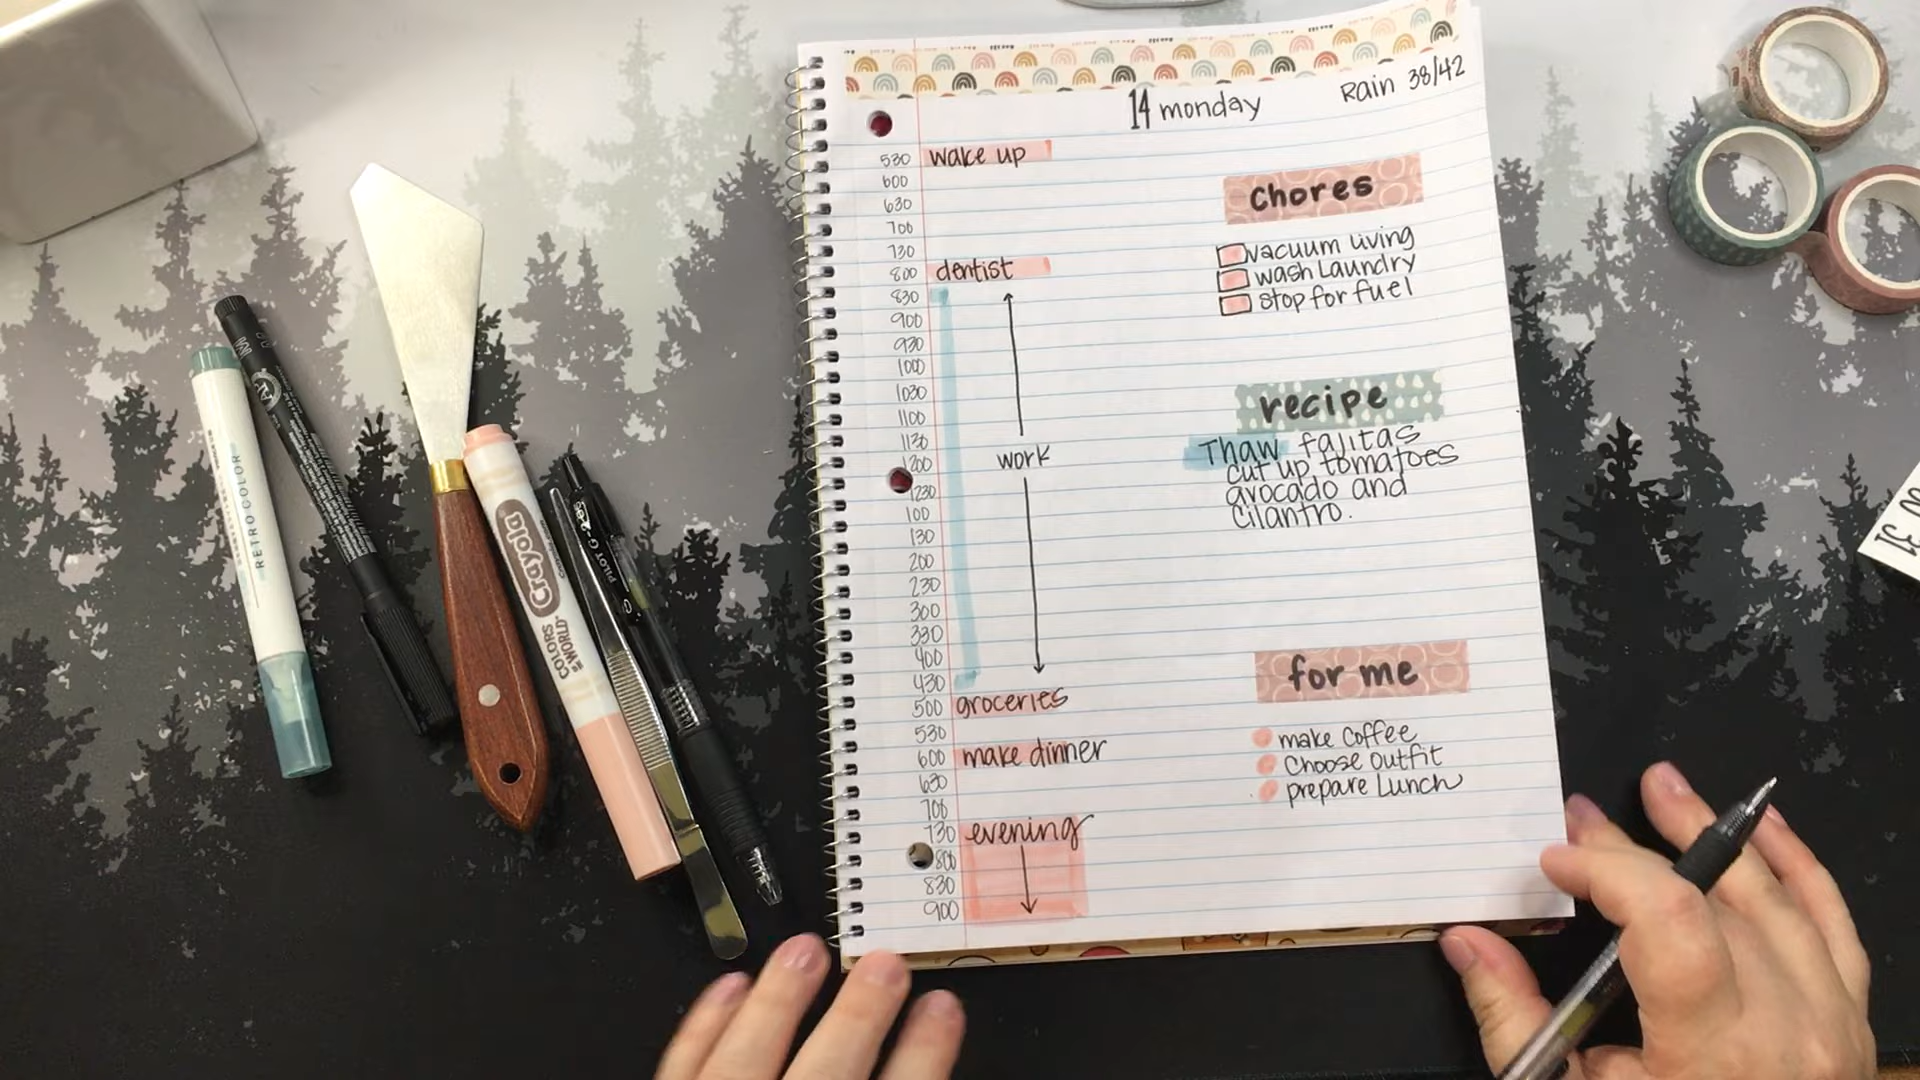 Rain 38/42
14 monday
530 wake up
600
630
700
730
800 dentist
830
900
930
1000
1030
1100
1130
1200 work
1230
100
130
200
230
300
330
400
430
500 groceries
530
600 make dinner
630
700
730 evening
800
830
900
chores
vacuum living
wash Laundry
stop for fuel
recipe
Thaw fajitas
cut up tomatoes
avocado and
cilantro.
for me
make coffee
choose outfit
prepare Lunch
RETRO COLOR
Crayola
COLORS
OF THE WORLD
PILOT G-2
31